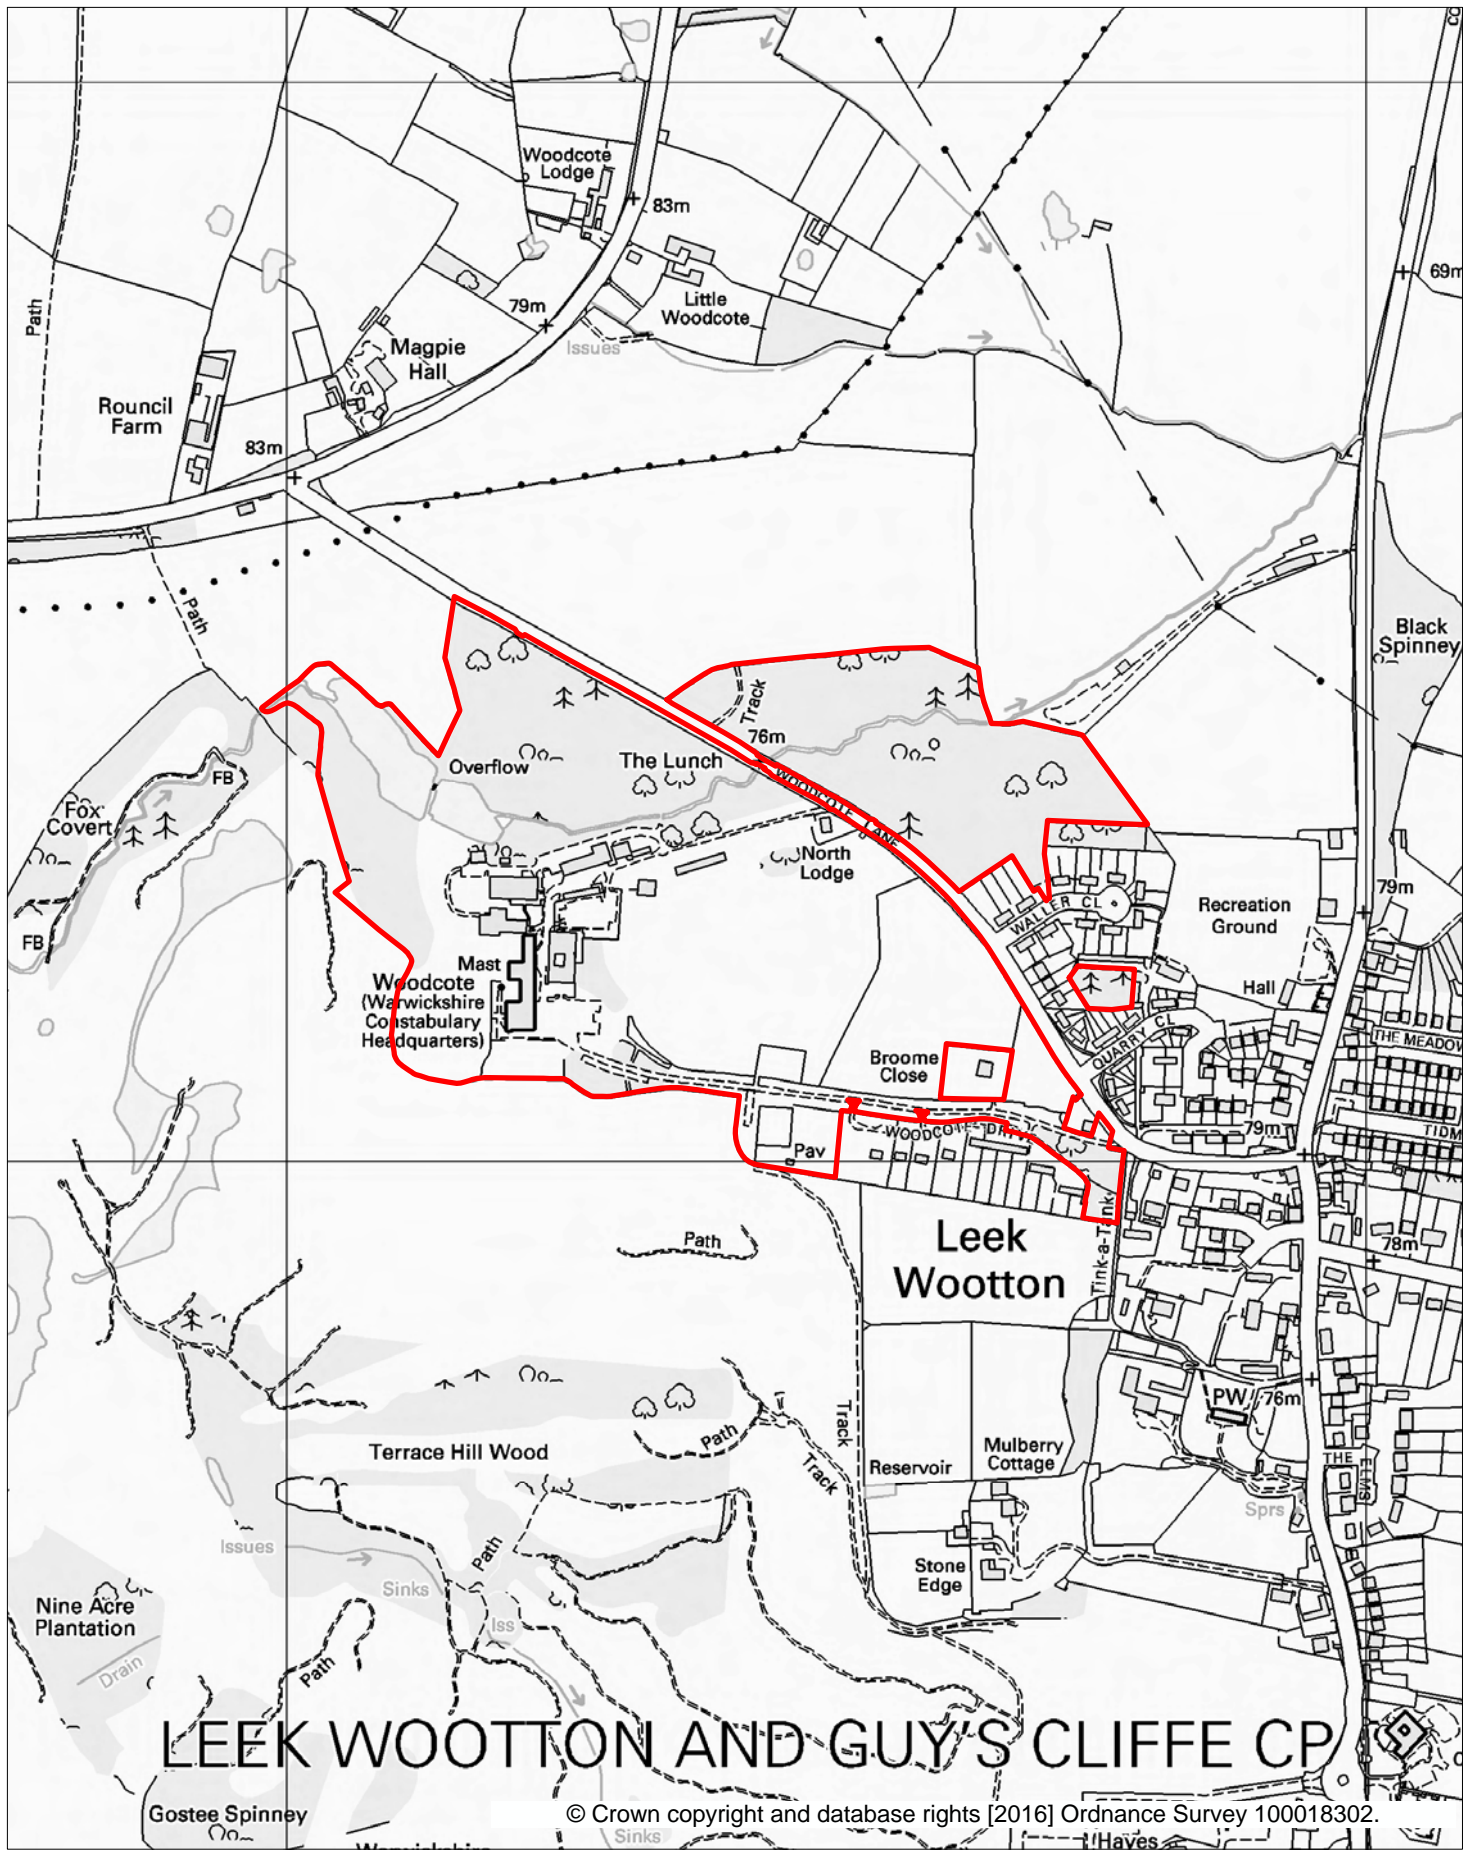 Woodcote
Lodge
83m
69m
Path
Little
Woodcote
79m
Issues
Magpie
Hall
Rouncil
Farm
83m
Path
Black
Spinney
Track
76m
The Lunch
Overflow
WOODCOTE LANE
FB
Fox
Covert
North
Lodge
79m
WALLER CL
Recreation
Ground
FB
Mast
Woodcote
(Warwickshire
Constabulary
Headquarters)
Hall
QUARRY CL
THE MEADOW
Broome
Close
79m
TIDM
WOODCOTE DRIVE
Pav
Tink-a-Tank
Path
78m
Leek
Wootton
PW
76m
Track
Path
Terrace Hill Wood
Track
Reservoir
Mulberry
Cottage
THE ELMS
Sprs
Issues
Path
Sinks
Stone
Edge
Nine Acre
Plantation
Iss
Drain
Path
LEEK WOOTTON AND GUY'S CLIFFE CP
Gostee Spinney
© Crown copyright and database rights [2016] Ordnance Survey 100018302.
Sinks
Warwickshire
Hayes